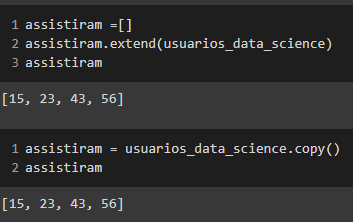 1 assistiram =[]
2 assistiram.extend(usuarios_data_science)
3 assistiram
[15, 23, 43, 56]
1 assistiram = usuarios_data_science.copy()
2 assistiram
[15, 23, 43, 56]